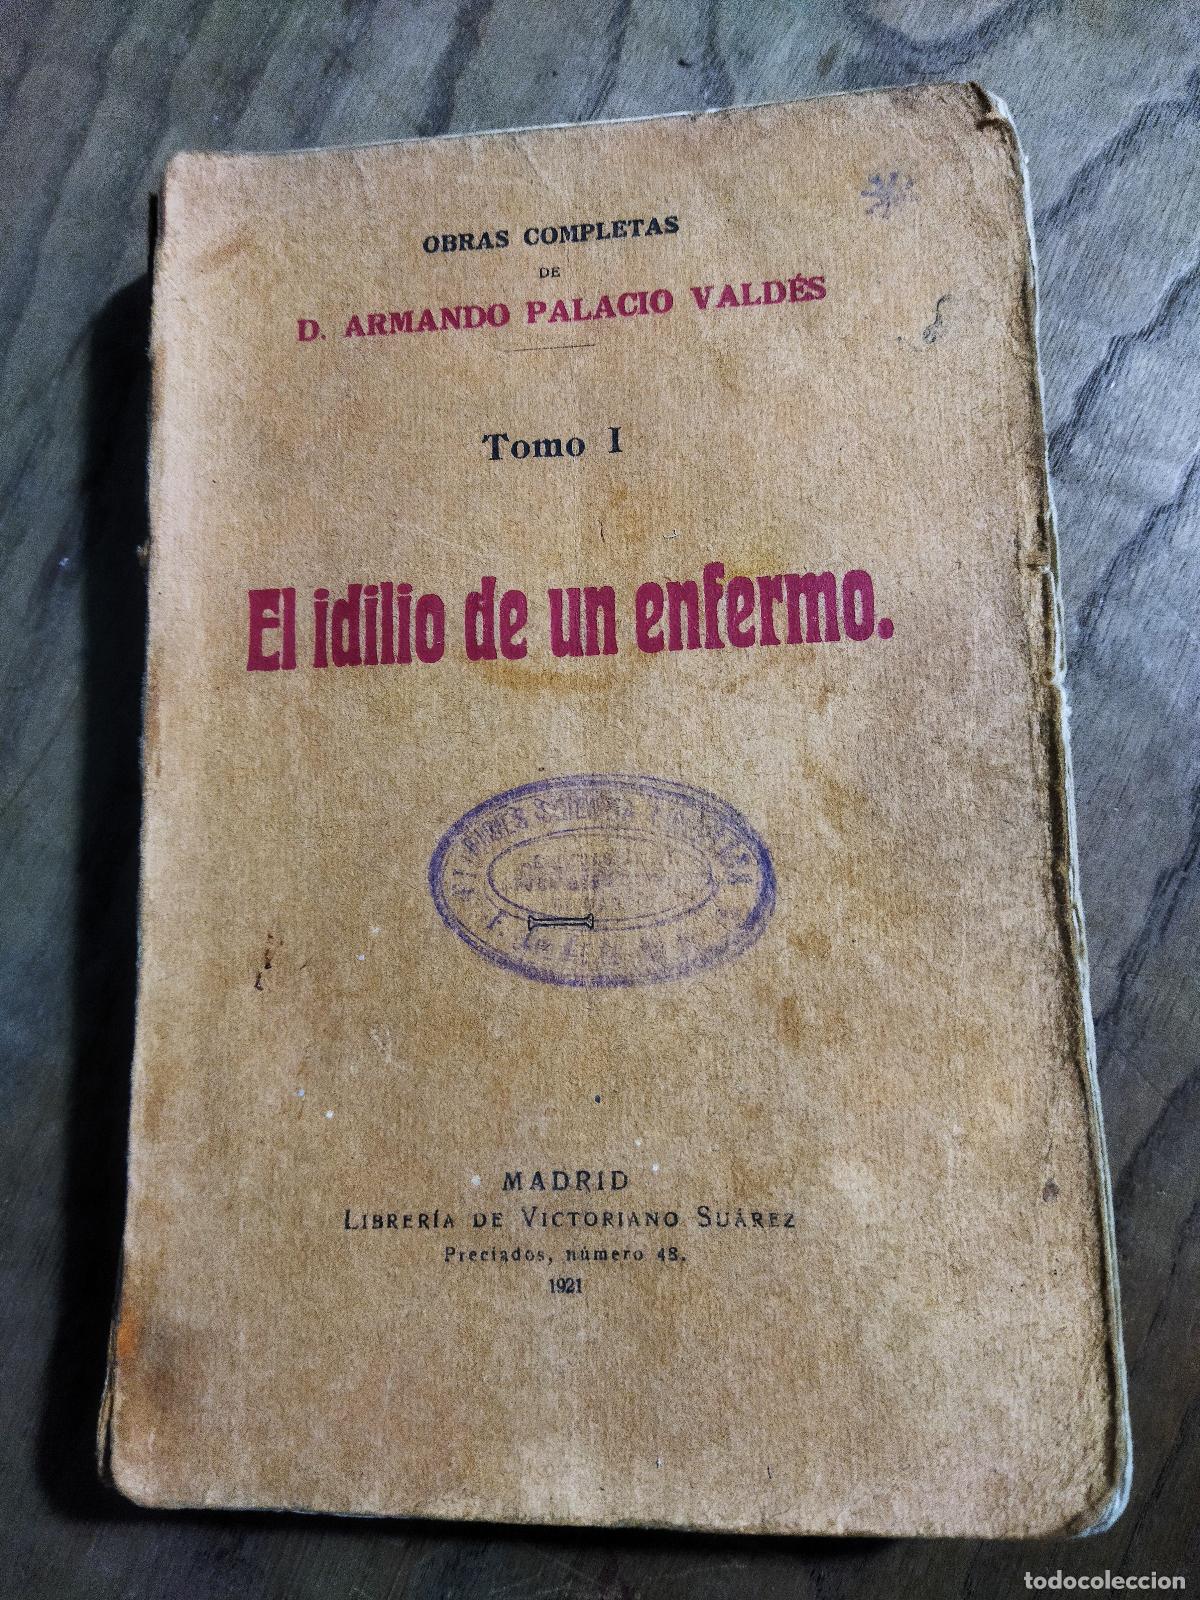 OBRAS COMPLETAS
DE
D. ARMANDO PALACIO VALDÉS
Tomo I
El idilio de un enfermo.
MADRID
LIBRERÍA DE VICTORIANO SUÁREZ
Preciados, número 48.
1921
todocoleccion